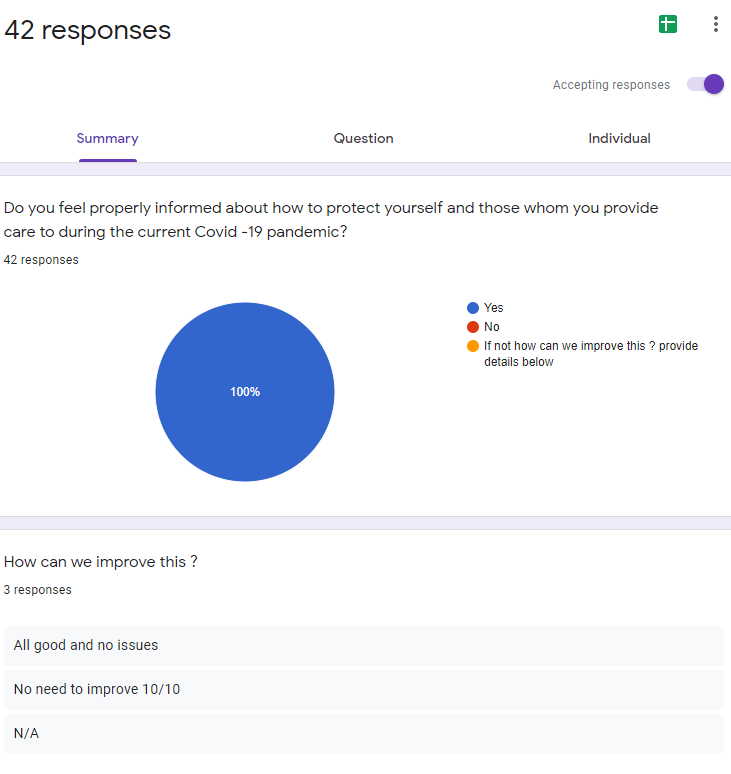 42 responses
Accepting responses
Summary
Question
Individual
Do you feel properly informed about how to protect yourself and those whom you provide
care to during the current Covid -19 pandemic?
42 responses
Yes
No
If not how can we improve this ? provide
details below
100%
How can we improve this ?
3 responses
All good and no issues
No need to improve 10/10
N/A